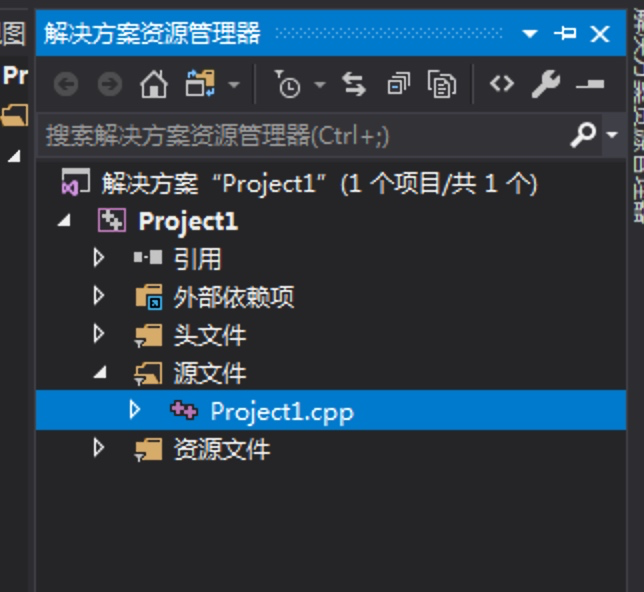 图
解决方案资源管理器
Pr
搜索解决方案资源管理器(Ctrl+;)
解决方案“Project1”(1 个项目/共 1 个)
Project1
引用
外部依赖项
头文件
源文件
Project1.cpp
资源文件